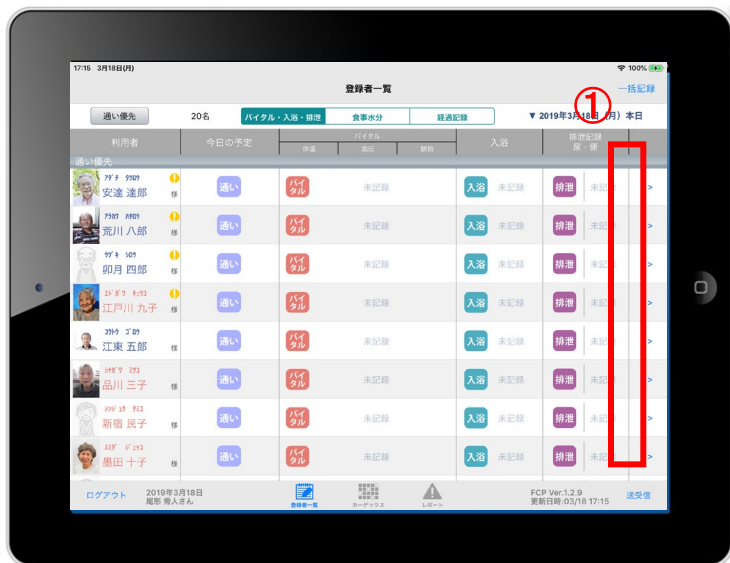 17:15 3月18日(月) 100%
登録者一覧 一括記録
①
通い優先 20名 バイタル・入浴・排泄 食事水分 経過記録 ▼ 2019年3月18日(月) 本日
利用者 今日の予定 バイタル 入浴 排泄記録
体温 血圧 脈拍 尿・便
通い優先
アダチ タツロウ
安達 達郎 様 通い バイタル 未記録 入浴 未記録 排泄 未記 >
アラカワ ハチロウ
荒川 八郎 様 通い バイタル 未記録 入浴 未記録 排泄 未記 >
ウヅキ シロウ
卯月 四郎 様 通い バイタル 未記録 入浴 未記録 排泄 未記 >
エドガワ キュウコ
江戸川 九子 様 通い バイタル 未記録 入浴 未記録 排泄 未記 >
コウトウ ゴロウ
江東 五郎 様 通い バイタル 未記録 入浴 未記録 排泄 未記 >
シナガワ ミツコ
品川 三子 様 通い バイタル 未記録 入浴 未記録 排泄 未記 >
シンジュク タミコ
新宿 民子 様 通い バイタル 未記録 入浴 未記録 排泄 未記 >
スミダ ジュウコ
墨田 十子 様 通い バイタル 未記録 入浴 未記録 排泄 未記 >
ログアウト 2019年3月18日 FCP Ver.1.2.9 送受信
尾形 秀人さん 登録者一覧 カーデックス レポート 更新日時:03/18 17:15